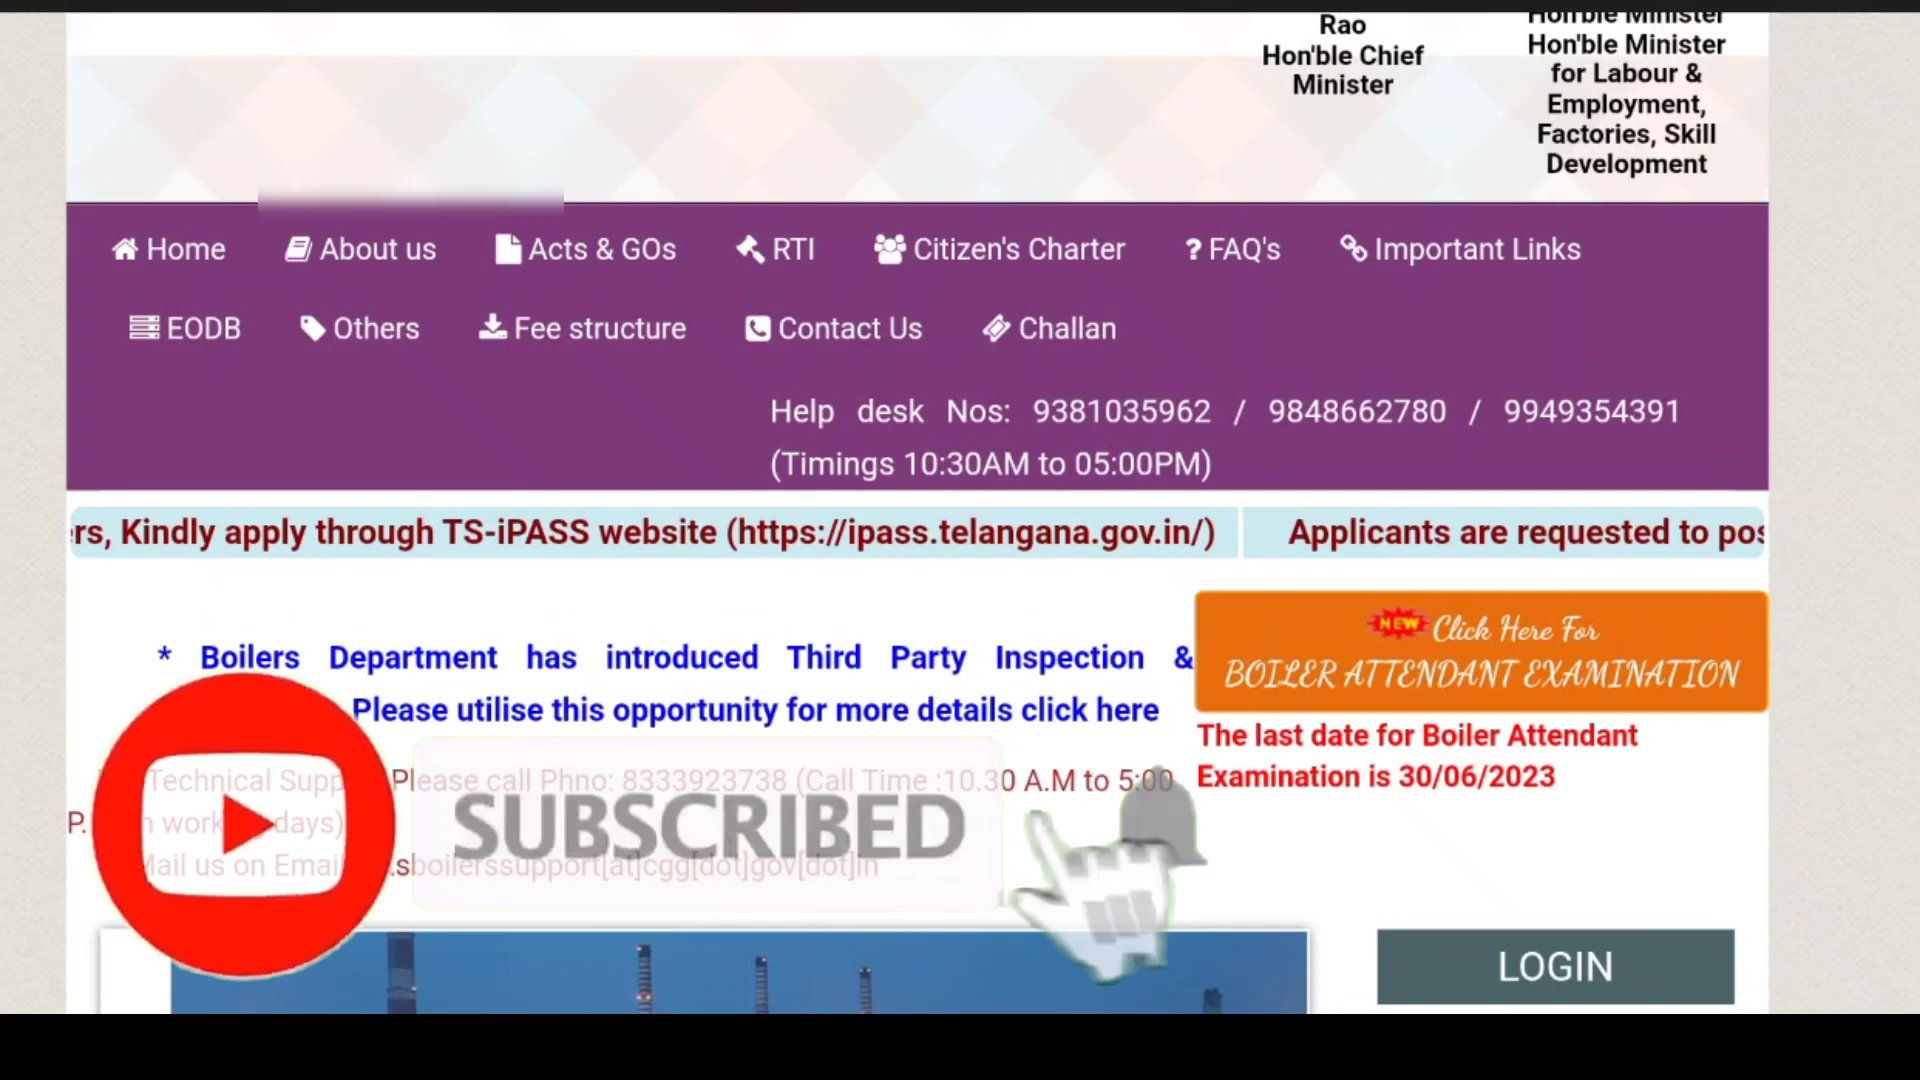 Rao
Hon'ble Chief
Minister
Hon'ble Minister
Hon'ble Minister
for Labour &
Employment,
Factories, Skill
Development
Home About us Acts & GOs RTI Citizen's Charter ? FAQ's Important Links
EODB Others Fee structure Contact Us Challan
Help desk Nos: 9381035962 / 9848662780 / 9949354391
(Timings 10:30AM to 05:00PM)
rs, Kindly apply through TS-iPASS website (https://ipass.telangana.gov.in/) Applicants are requested to pos
* Boilers Department has introduced Third Party Inspection &
Please utilise this opportunity for more details click here
NEW Click Here For
BOILER ATTENDANT EXAMINATION
The last date for Boiler Attendant
Examination is 30/06/2023
Technical Supp Please call Phno: 8333923738 (Call Time :10.30 A.M to 5:00
P. n work days)
Mail us on Email .sboilerssupport[at]cgg[dot]gov[dot]in
SUBSCRIBED
LOGIN